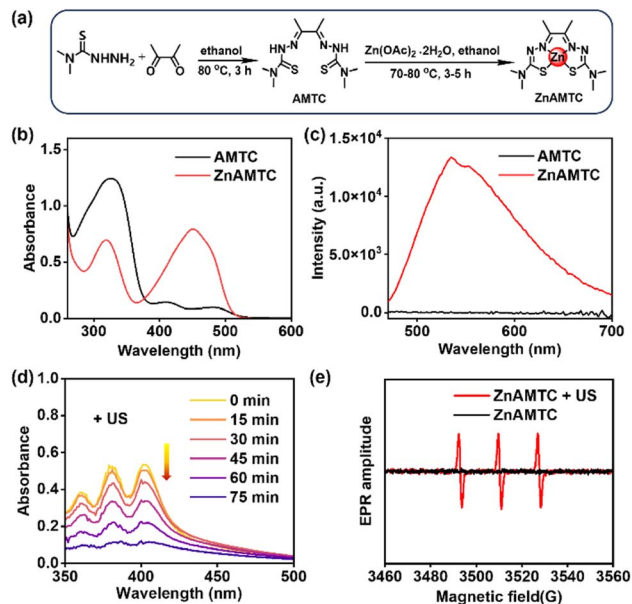 (a)
S
N
NHNH₂
+
O
O
ethanol
80 °C, 3 h
HN
N
N
NH
N
S
S
N
AMTC
Zn(OAc)₂ ·2H₂O, ethanol
70-80 °C, 3-5 h
N
N
N
Zn
N
N
S
S
N
ZnAMTC
(b)
AMTC
ZnAMTC
1.5
1.0
0.5
0.0
Absorbance
300
400
500
600
Wavelength (nm)
(c)
AMTC
ZnAMTC
1.5×10⁴
1.0×10⁴
5.0×10³
0.0
Intensity (a.u.)
500
600
700
Wavelength (nm)
(d)
+ US
0 min
15 min
30 min
45 min
60 min
75 min
1.0
0.8
0.6
0.4
0.2
0.0
Absorbance
350
400
450
500
Wavelength (nm)
(e)
ZnAMTC + US
ZnAMTC
EPR amplitude
3460
3480
3500
3520
3540
3560
Magnetic field(G)